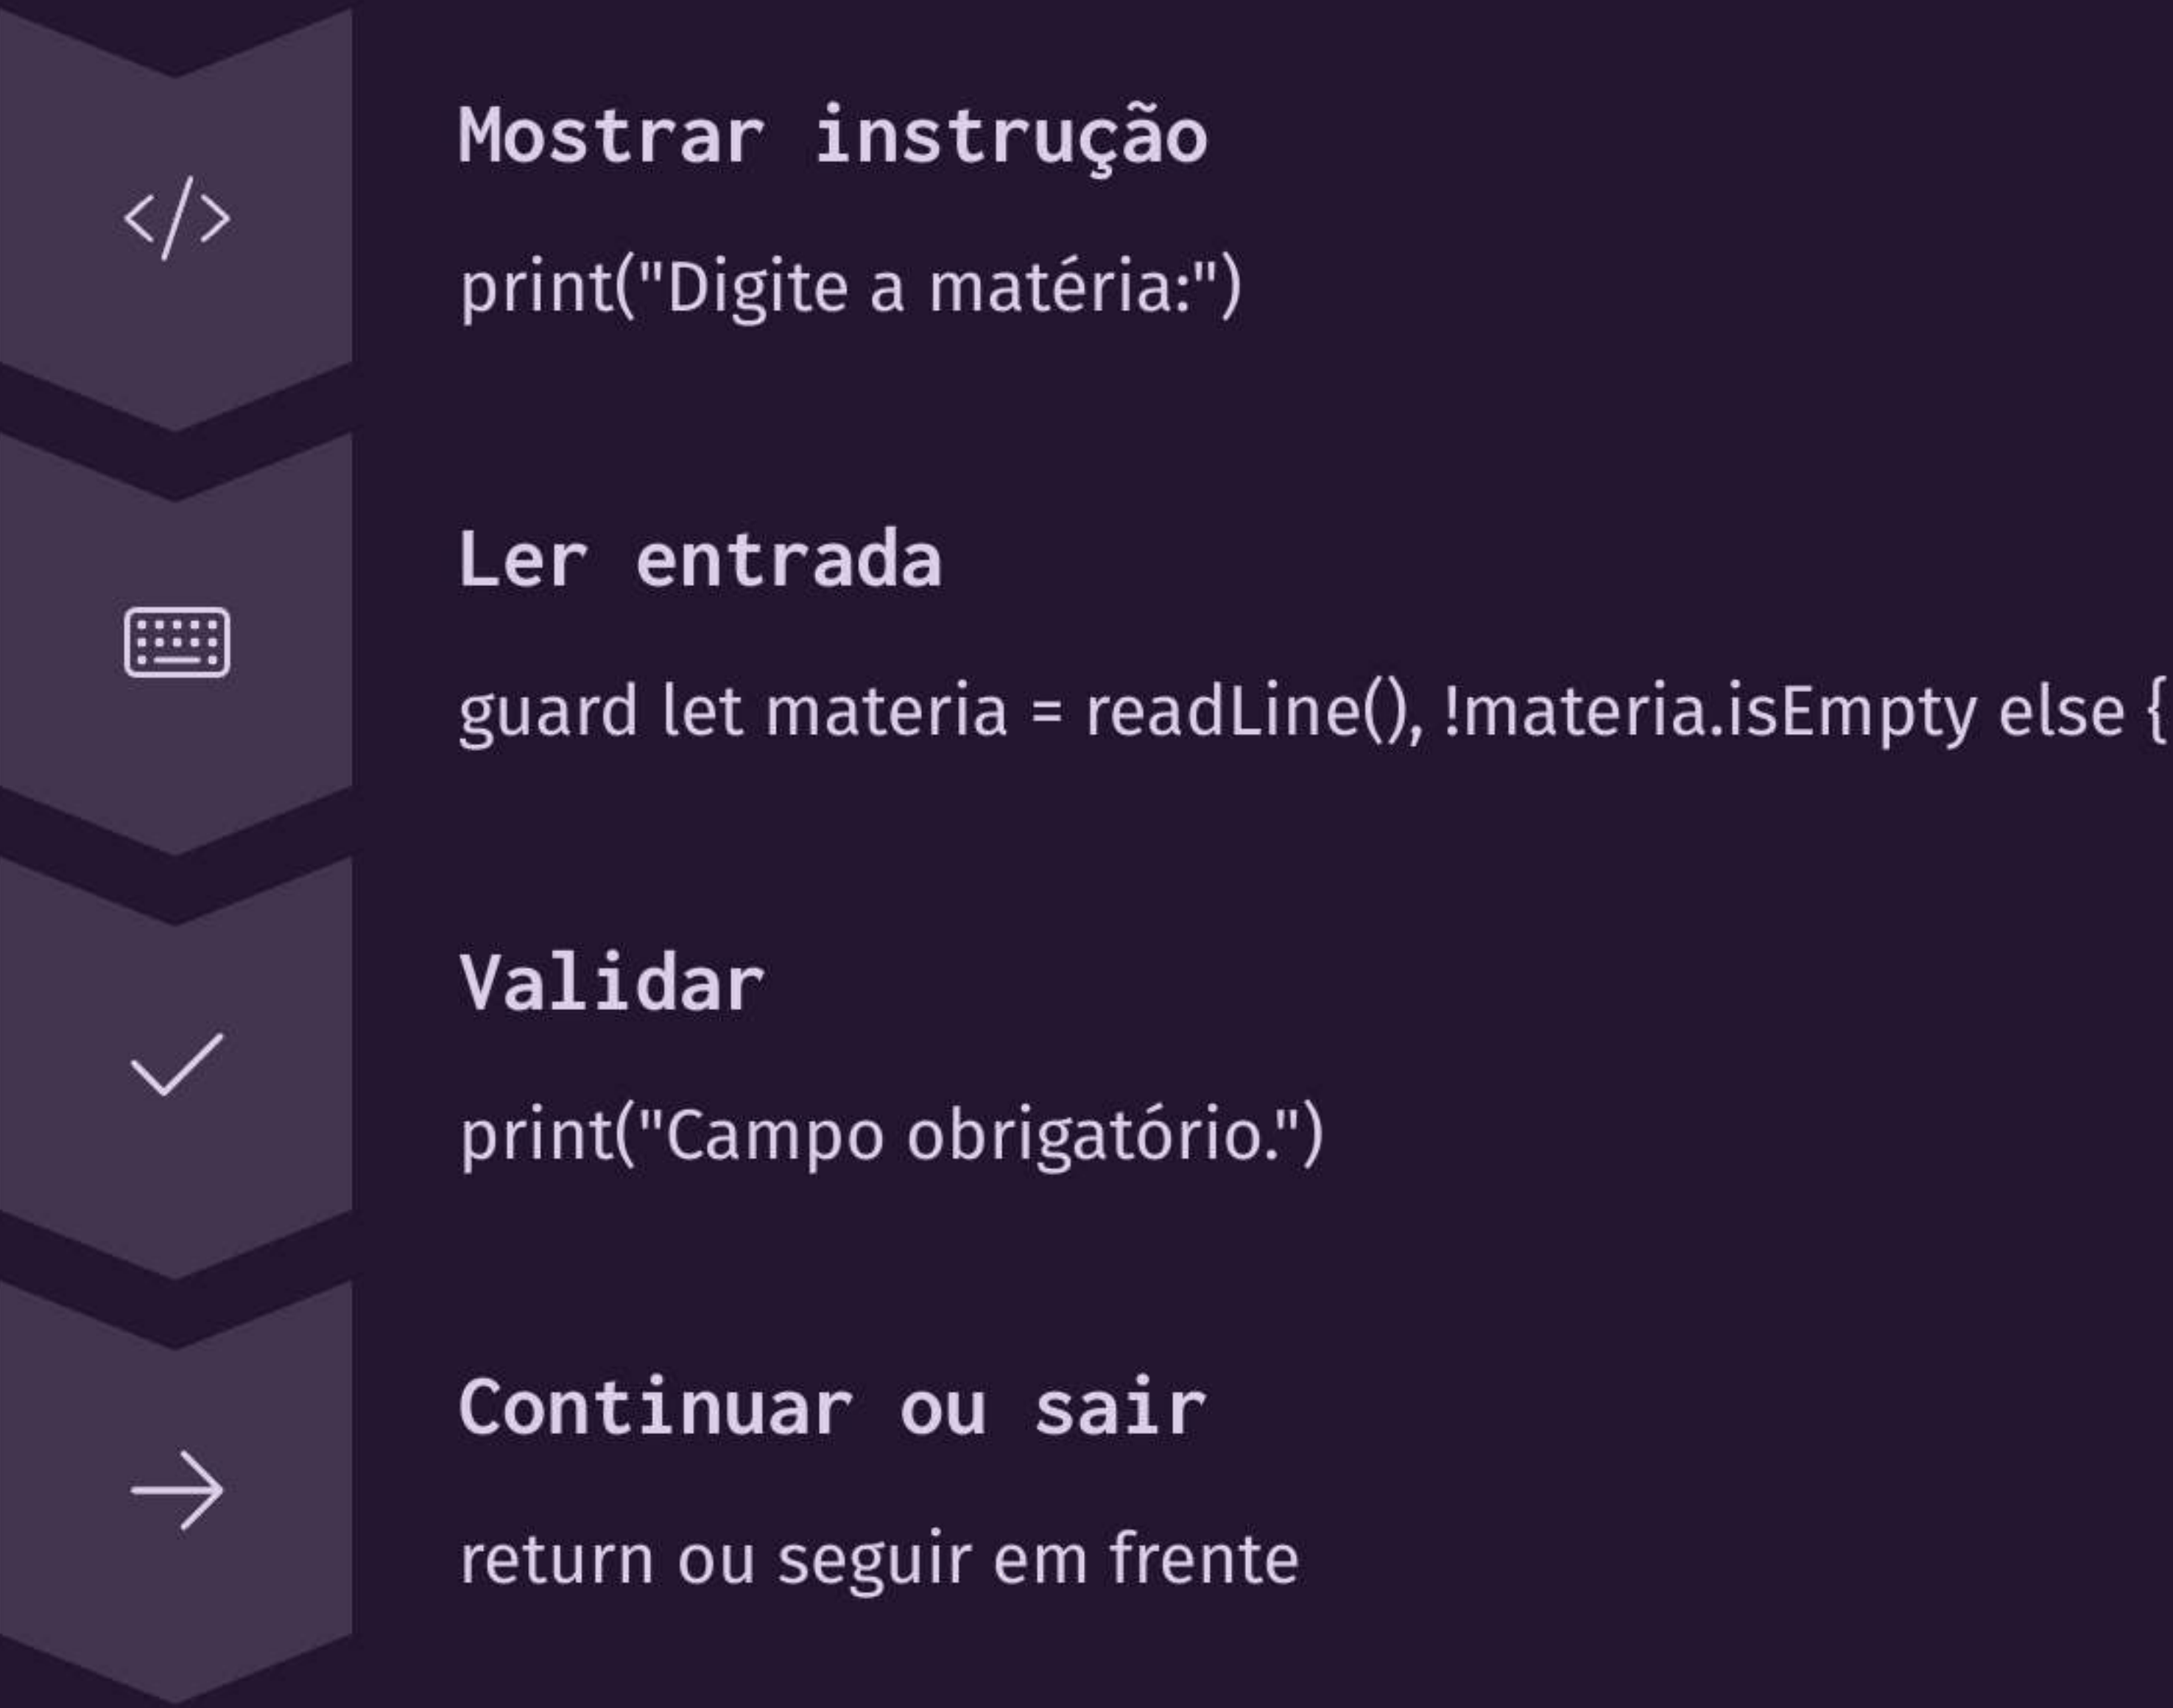 Mostrar instrução
print("Digite a matéria:")
Ler entrada
guard let materia = readLine(), !materia.isEmpty else {
Validar
print("Campo obrigatório.")
Continuar ou sair
return ou seguir em frente